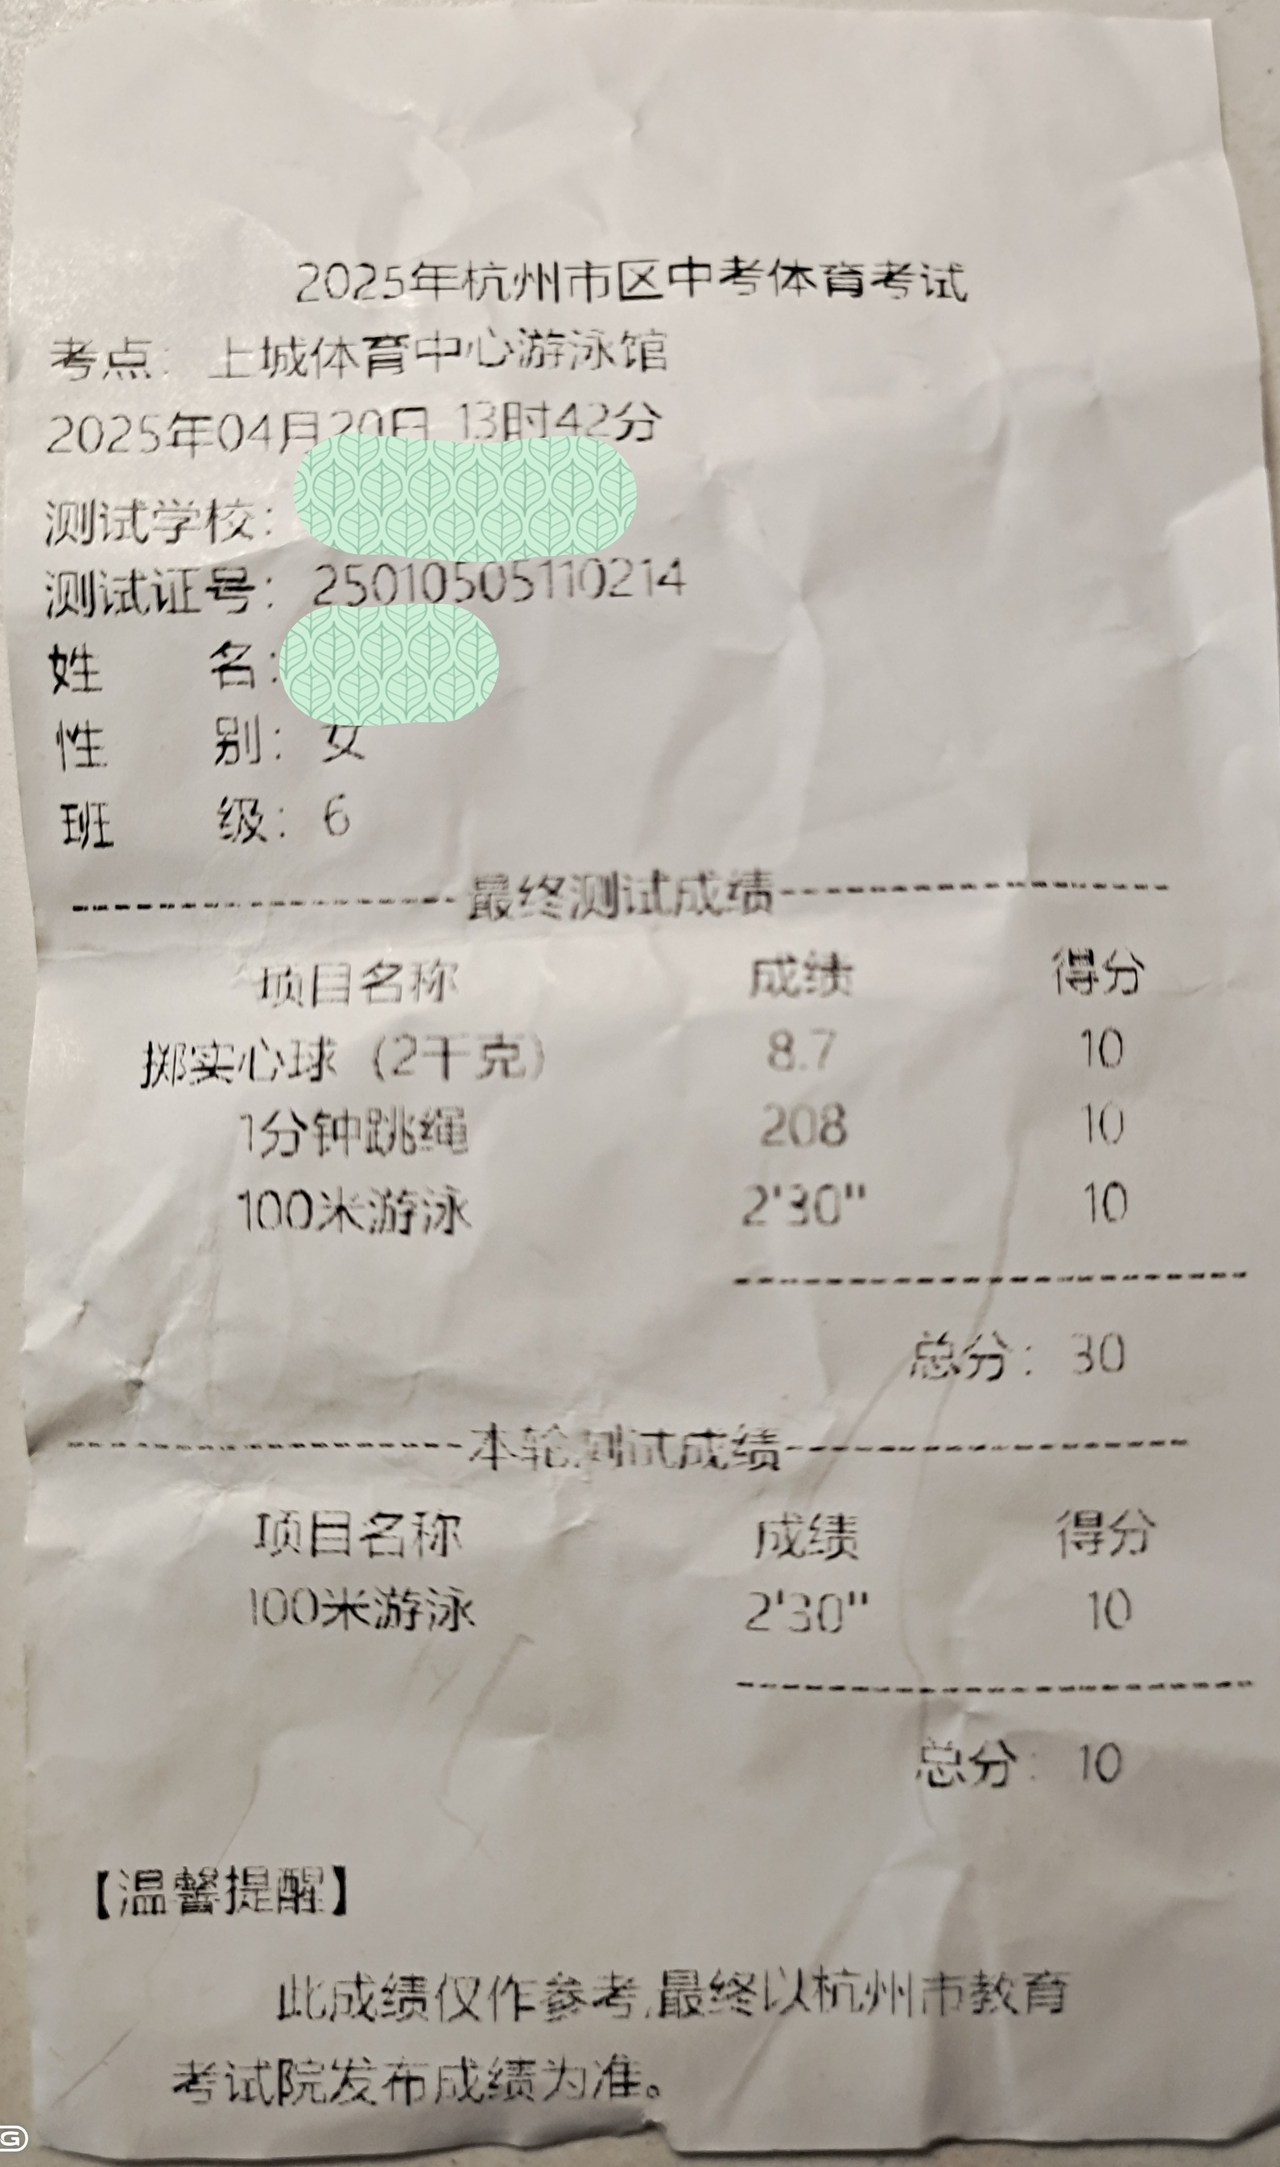 2025年杭州市区中考体育考试
考点: 上城体育中心游泳馆
2025年04月20日 13时42分
测试学校:
测试证号: 25010505110214
姓 名:
性 别: 女
班 级: 6
--------------------最终测试成绩--------------------
项目名称 成绩 得分
掷实心球 (2千克) 8.7 10
1分钟跳绳 208 10
100米游泳 2'30" 10
总分: 30
--------------------本轮测试成绩--------------------
项目名称 成绩 得分
100米游泳 2'30" 10
总分: 10
【温馨提醒】
此成绩仅作参考,最终以杭州市教育
考试院发布成绩为准。